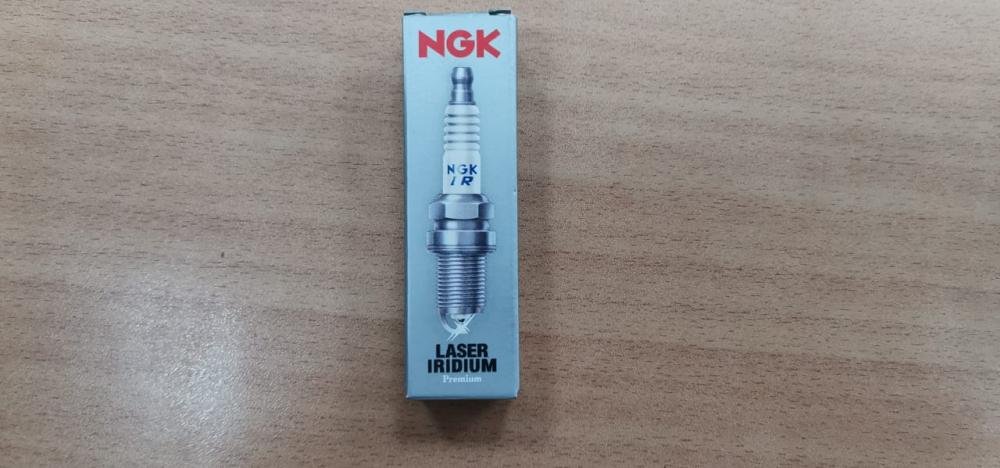 NGK
NGK
IR
LASER
IRIDIUM
Premium